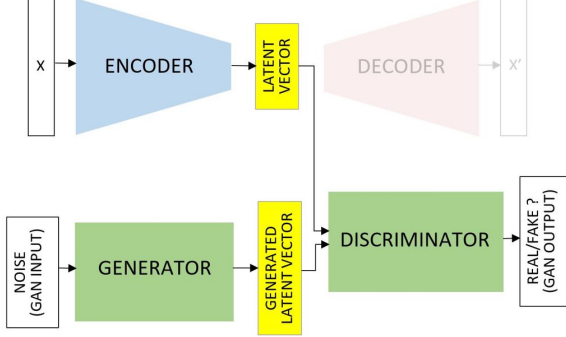 X
ENCODER
LATENT
VECTOR
DECODER
X'
NOISE
(GAN INPUT)
GENERATOR
GENERATED
LATENT VECTOR
DISCRIMINATOR
REAL/FAKE ?
(GAN OUTPUT)